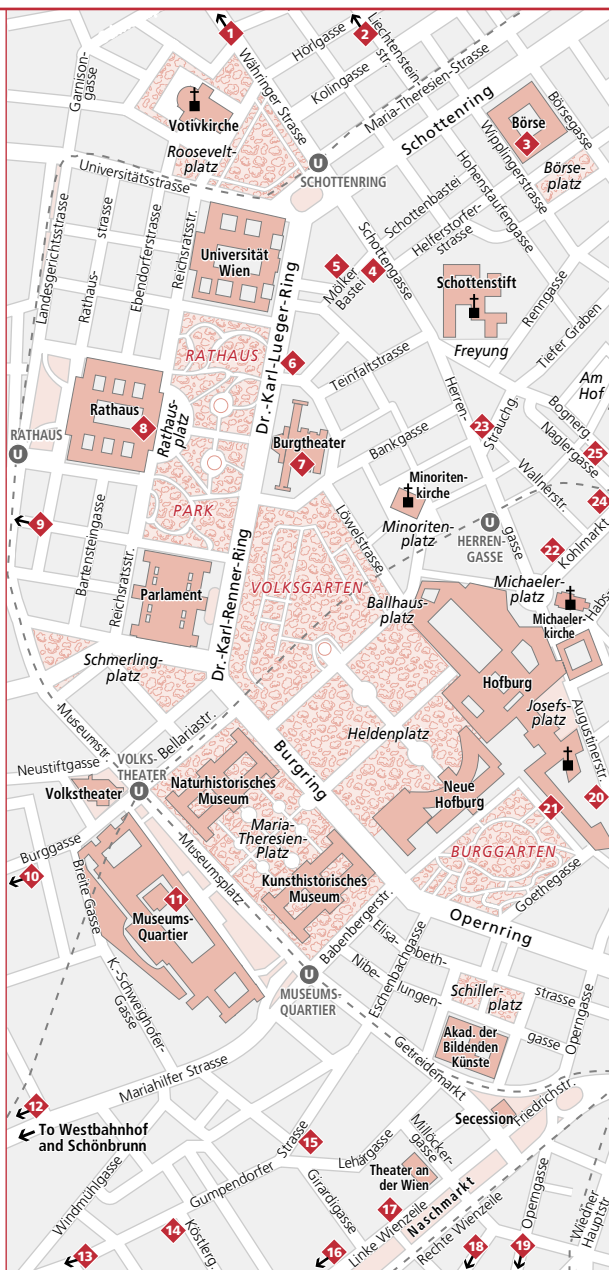 1
2
Garnison-
gasse
Hörlgasse
Liechtenstein-
str.
Währinger Strasse
Kolingasse
Maria-Theresien-Strasse
Votivkirche
Roosevelt-
platz
Universitätsstrasse
U
SCHOTTENRING
Schottenring
Börse
3
Börsegasse
Wipplingerstrasse
Börse-
platz
Landesgerichtsstrasse
Rathaus-
strasse
Ebendorferstrasse
Reichsratsstr.
Universität
Wien
Schottenbastei
Hohenstaufengasse
Helferstorfer-
strasse
Schottengasse
5
4
Mölker
Bastei
Schottenstift
Renngasse
Freyung
Tiefer Graben
Dr.-Karl-Lueger-Ring
RATHAUS
PARK
6
Teinfaltstrasse
Am
Hof
Rathaus
8
Rathaus-
platz
RATHAUS
U
Burgtheater
7
Bankgasse
Herren-
gasse
23
Strauchg.
Bognerg.
25
Naglergasse
Wallnerstr.
24
9
Bartensteingasse
Reichsratsstr.
Parlament
Minoriten-
kirche
Minoriten-
platz
Löwelstrasse
U
HERREN-
GASSE
22
Kohlmarkt
Michaeler-
platz
Michaeler-
kirche
Habs
VOLKSGARTEN
Dr.-Karl-Renner-Ring
Ballhaus-
platz
Schmerling-
platz
Hofburg
Josefs-
platz
Augustinerstr.
Museumstr.
Bellariastr.
Burgring
Heldenplatz
Neustiftgasse
VOLKS-
THEATER
U
Volkstheater
Naturhistorisches
Museum
Neue
Hofburg
20
21
Burggasse
10
Breite Gasse
Maria-
Theresien-
Platz
Museumsplatz
BURGGARTEN
Goethegasse
11
Museums-
Quartier
Kunsthistorisches
Museum
Babenbergerstr.
Opernring
K.-Schweighofer-
Gasse
U
MUSEUMS-
QUARTIER
Eschenbachgasse
Elisa-
beth-
strasse
Nibe-
lungen-
gasse
Schiller-
platz
Operngasse
Akad. der
Bildenden
Künste
Getreidemarkt
Mariahilfer Strasse
12
To Westbahnhof
and Schönbrunn
Secession
Friedrichstr.
15
Lehárgasse
Millöcker-
gasse
Theater an
der Wien
Naschmarkt
Windmühlgasse
Gumpendorfer Strasse
Girardigasse
17
Linke Wienzeile
Rechte Wienzeile
Operngasse
Wiedner
Hauptstr.
14
Köstlerg.
13
16
18
19